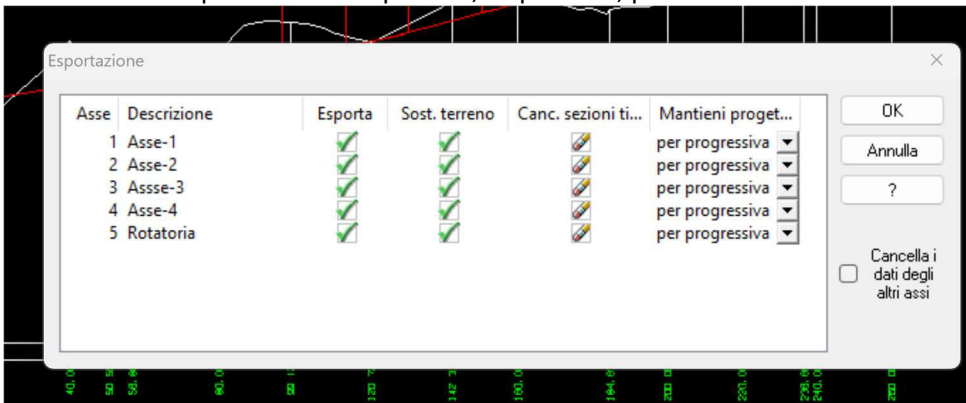 Esportazione
Asse Descrizione Esporta Sost. terreno Canc. sezioni ti... Mantieni proget...
1 Asse-1 per progressiva
2 Asse-2 per progressiva
3 Assse-3 per progressiva
4 Asse-4 per progressiva
5 Rotatoria per progressiva
OK
Annulla
?
Cancella i
dati degli
altri assi